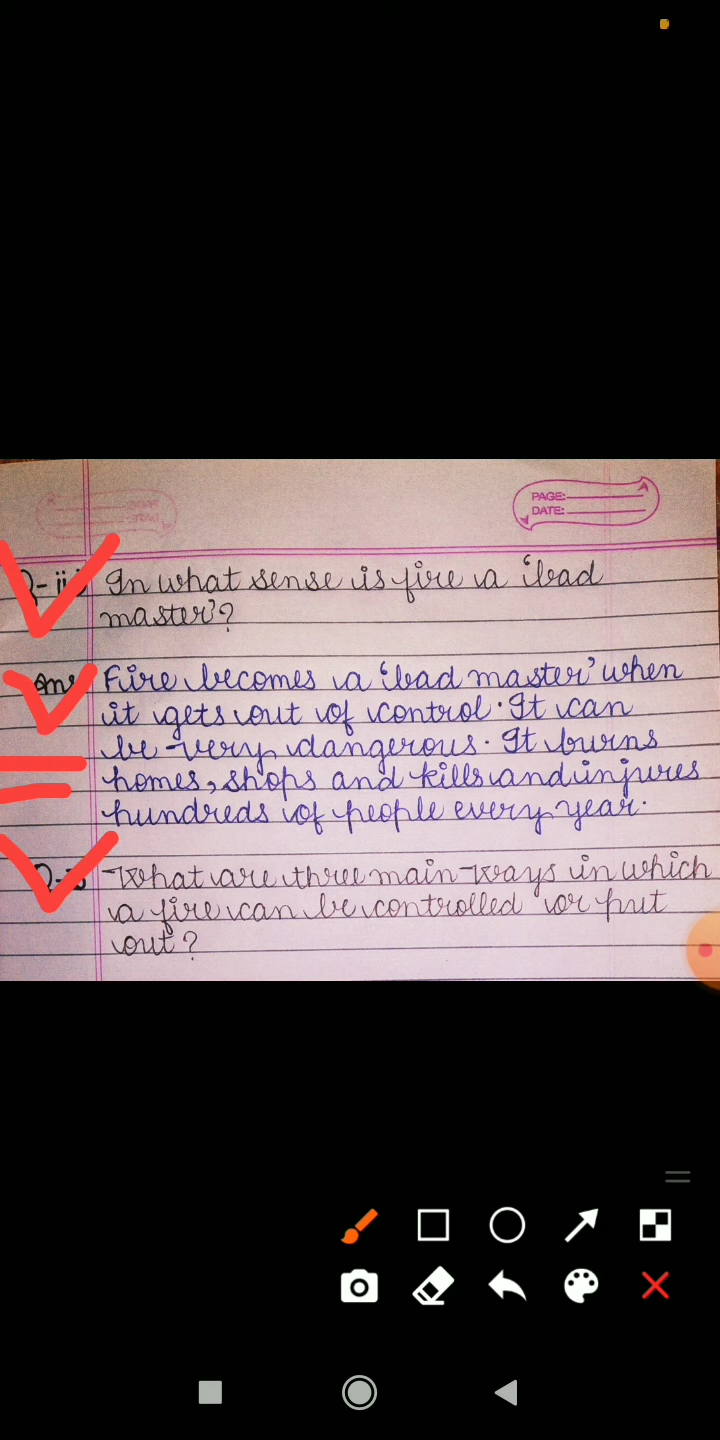 PAGE:
DATE:
In what sense is fire a 'bad
master'?
Ans Fire becomes a 'bad master' when
it gets out of control. It can
be very dangerous. It burns
homes, shops and kills and injures
hundreds of people every year.
What are three main ways in which
a fire can be controlled or put
out?